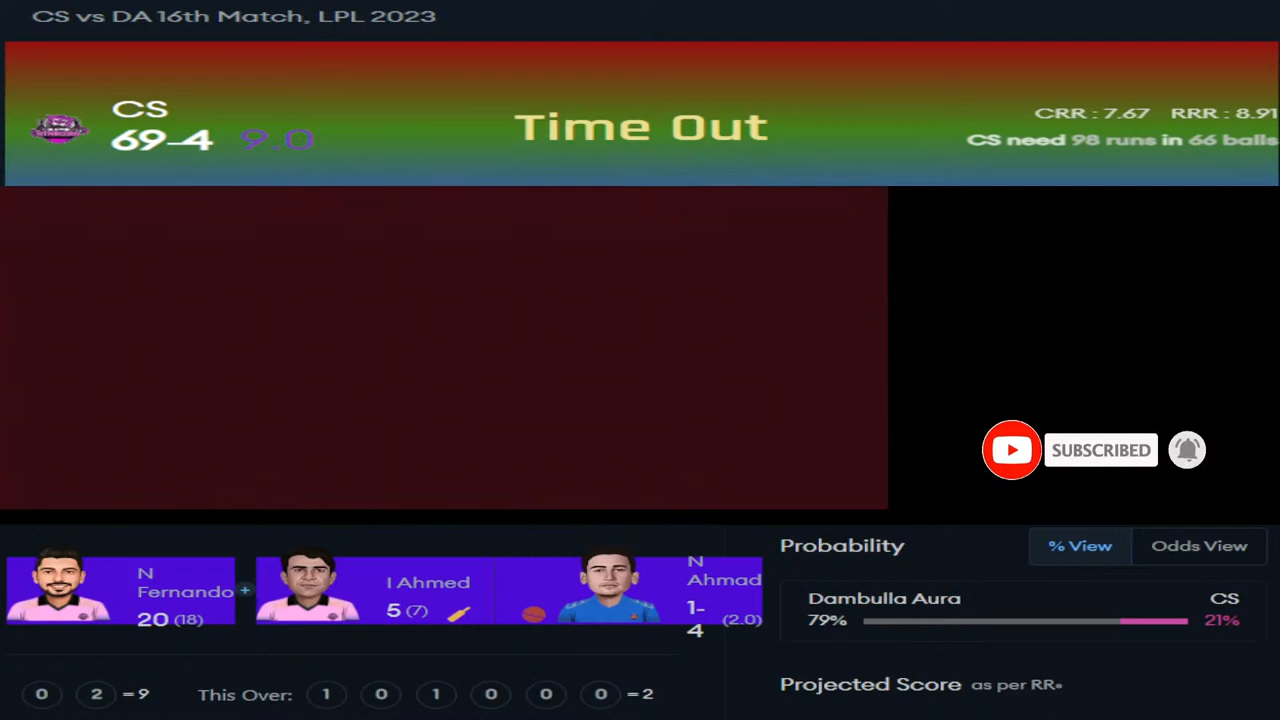 CS vs DA 16th Match, LPL 2023
CS
69-4 9.0
Time Out
CRR : 7.67 RRR : 8.91
CS need 98 runs in 66 balls
SUBSCRIBED
N
Fernando
20 (18)
I Ahmed
5 (7)
N
Ahmad
1-
4 (2.0)
0 2 = 9 This Over: 1 0 1 0 0 0 = 2
Probability % View Odds View
Dambulla Aura CS
79% 21%
Projected Score as per RR